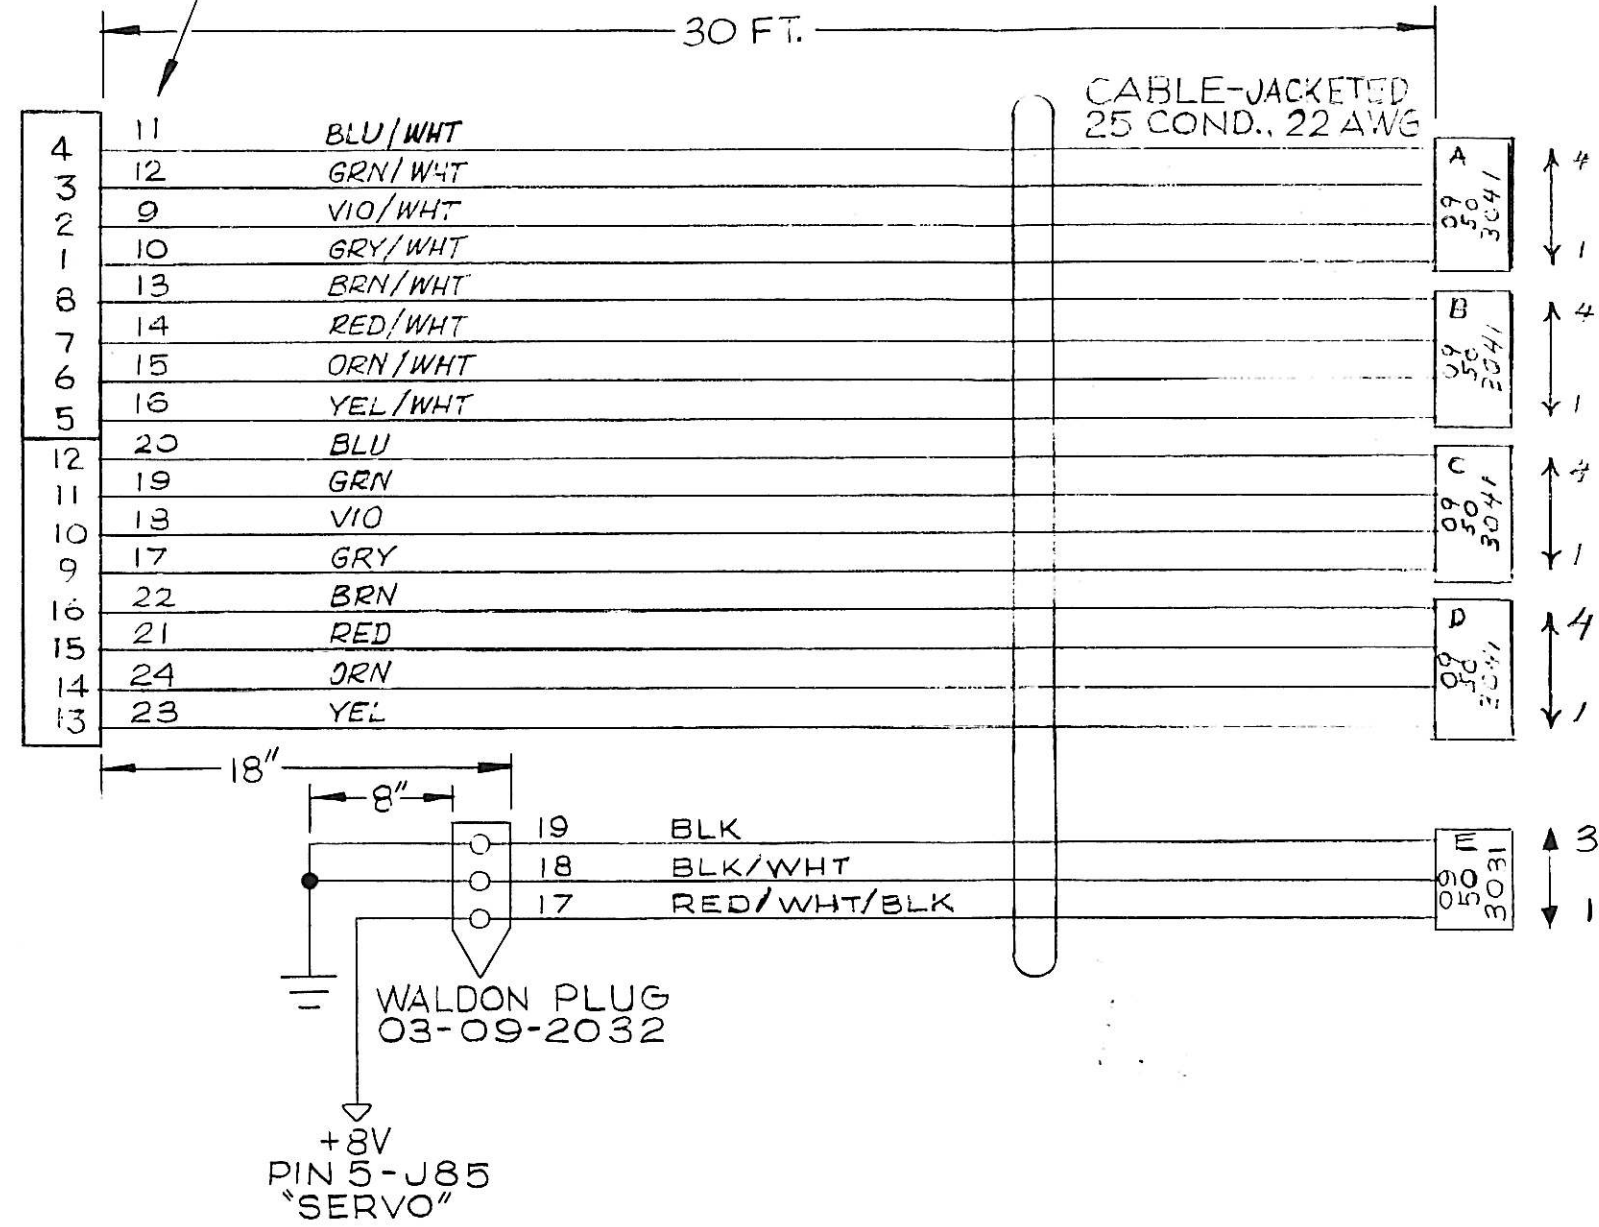 30 FT.
CABLE-JACKETED
25 COND., 22 AWG
4 11 BLU/WHT
3 12 GRN/WHT
2 9 VIO/WHT
1 10 GRY/WHT
8 13 BRN/WHT
7 14 RED/WHT
6 15 ORN/WHT
5 16 YEL/WHT
12 20 BLU
11 19 GRN
10 18 VIO
9 17 GRY
16 22 BRN
15 21 RED
14 24 ORN
13 23 YEL
A
09
50
3041
4
1
B
09
50
3041
4
1
C
09
50
3041
4
1
D
09
50
3041
4
1
18"
8"
19 BLK
18 BLK/WHT
17 RED/WHT/BLK
E
09
50
3031
3
1
WALDON PLUG
03-09-2032
+8V
PIN 5-J85
"SERVO"